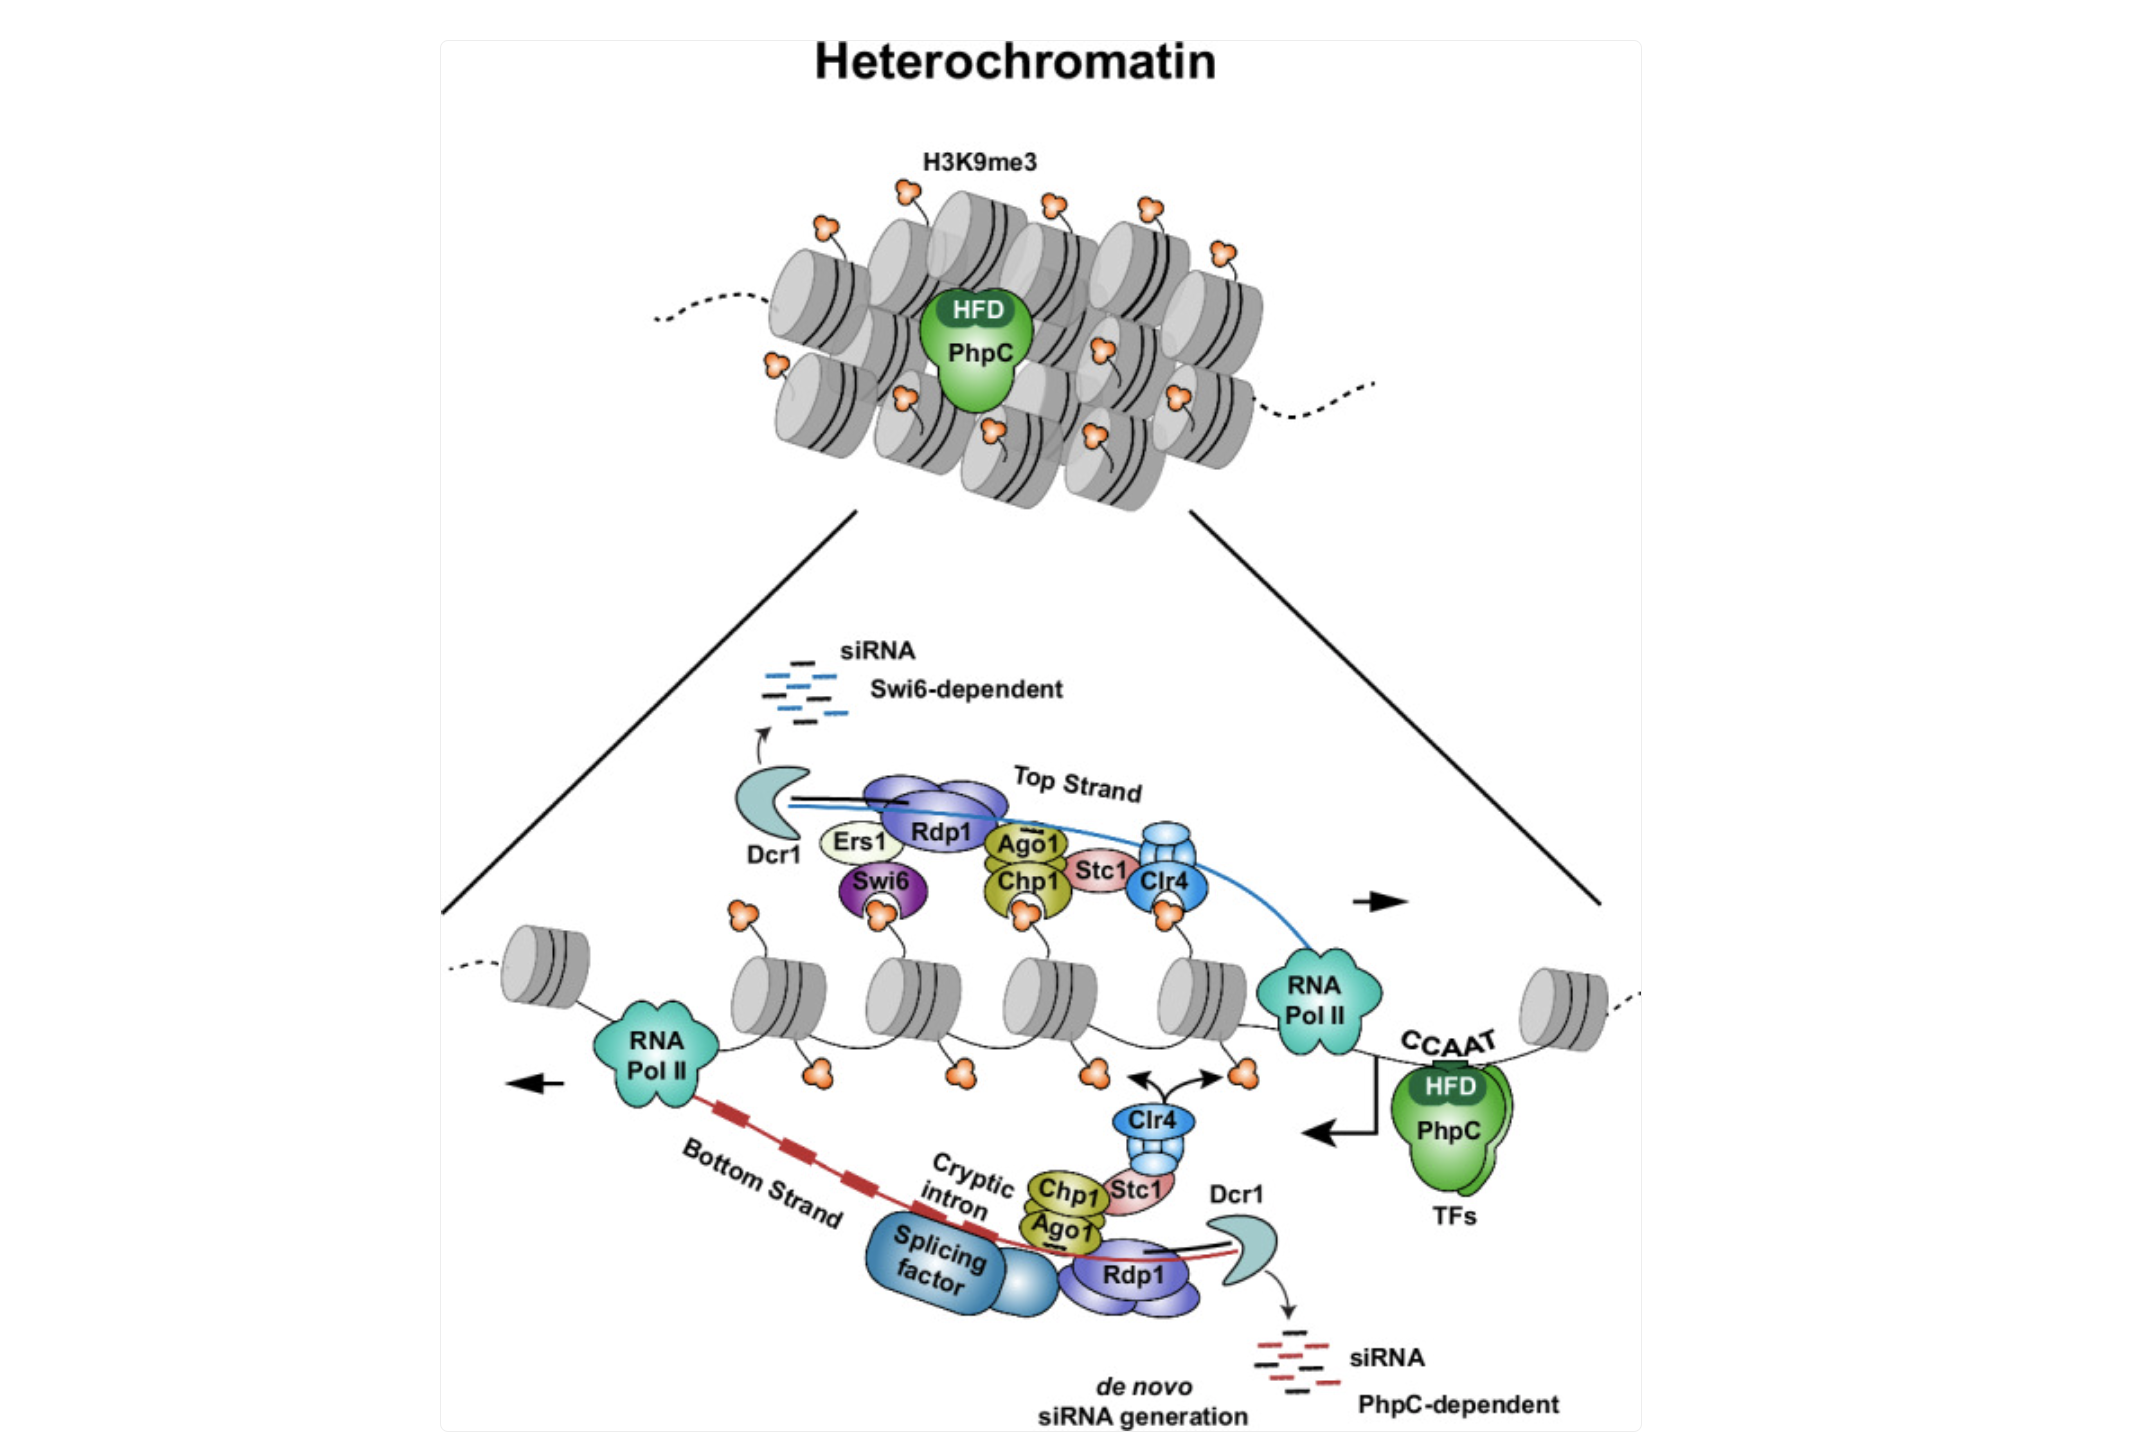 Heterochromatin
H3K9me3
HFD
PhpC
siRNA
Swi6-dependent
Top Strand
Dcr1
Ers1
Rdp1
Ago1
Swi6
Chp1
Stc1
Clr4
RNA
Pol II
RNA
Pol II
CCAAT
HFD
PhpC
TFs
Bottom Strand
Cryptic
intron
Splicing
factor
Clr4
Chp1
Stc1
Ago1
Rdp1
Dcr1
siRNA
PhpC-dependent
de novo
siRNA generation